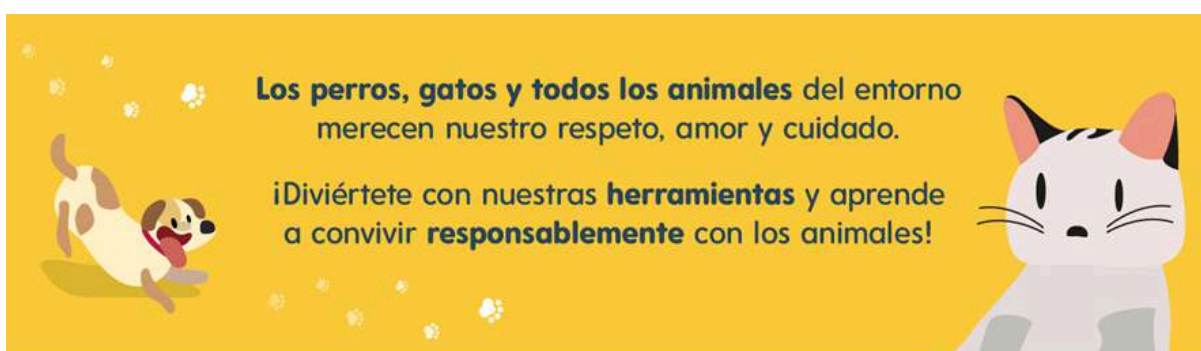 Los perros, gatos y todos los animales del entorno
merecen nuestro respeto, amor y cuidado.
¡Diviértete con nuestras herramientas y aprende
a convivir responsablemente con los animales!